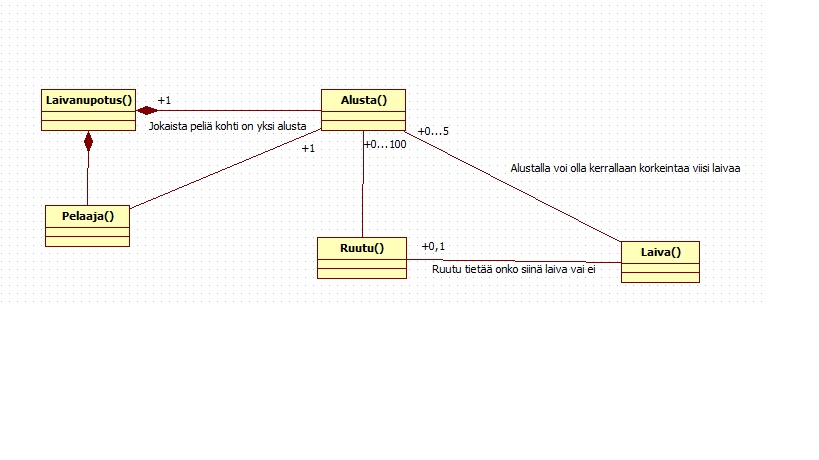 Laivanupotus()
+1
Alusta()
Jokaista peliä kohti on yksi alusta
+0...5
+1
+0...100
Alustalla voi olla kerrallaan korkeintaa viisi laivaa
Pelaaja()
Ruutu()
+0,1
Laiva()
Ruutu tietää onko siinä laiva vai ei